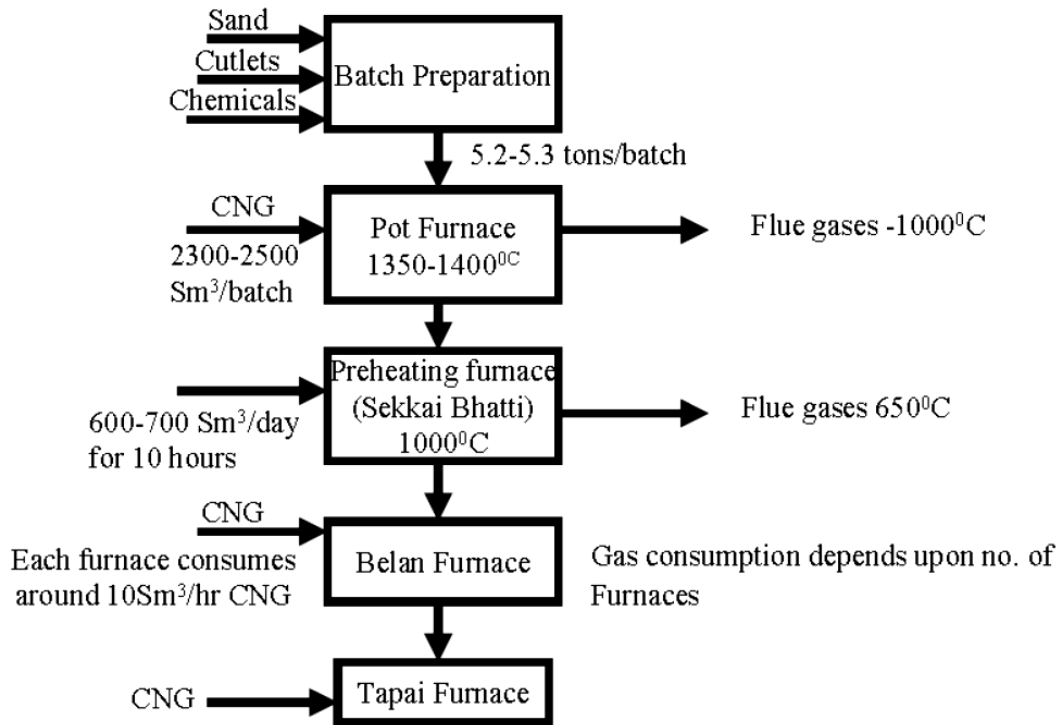 Sand
Cutlets
Chemicals
Batch Preparation
5.2-5.3 tons/batch
CNG
2300-2500
Sm³/batch
Pot Furnace
1350-1400⁰ᶜ
Flue gases -1000⁰C
600-700 Sm³/day
for 10 hours
Preheating furnace
(Sekkai Bhatti)
1000⁰C
Flue gases 650⁰C
CNG
Each furnace consumes
around 10Sm³/hr CNG
Belan Furnace
Gas consumption depends upon no. of
Furnaces
CNG
Tapai Furnace